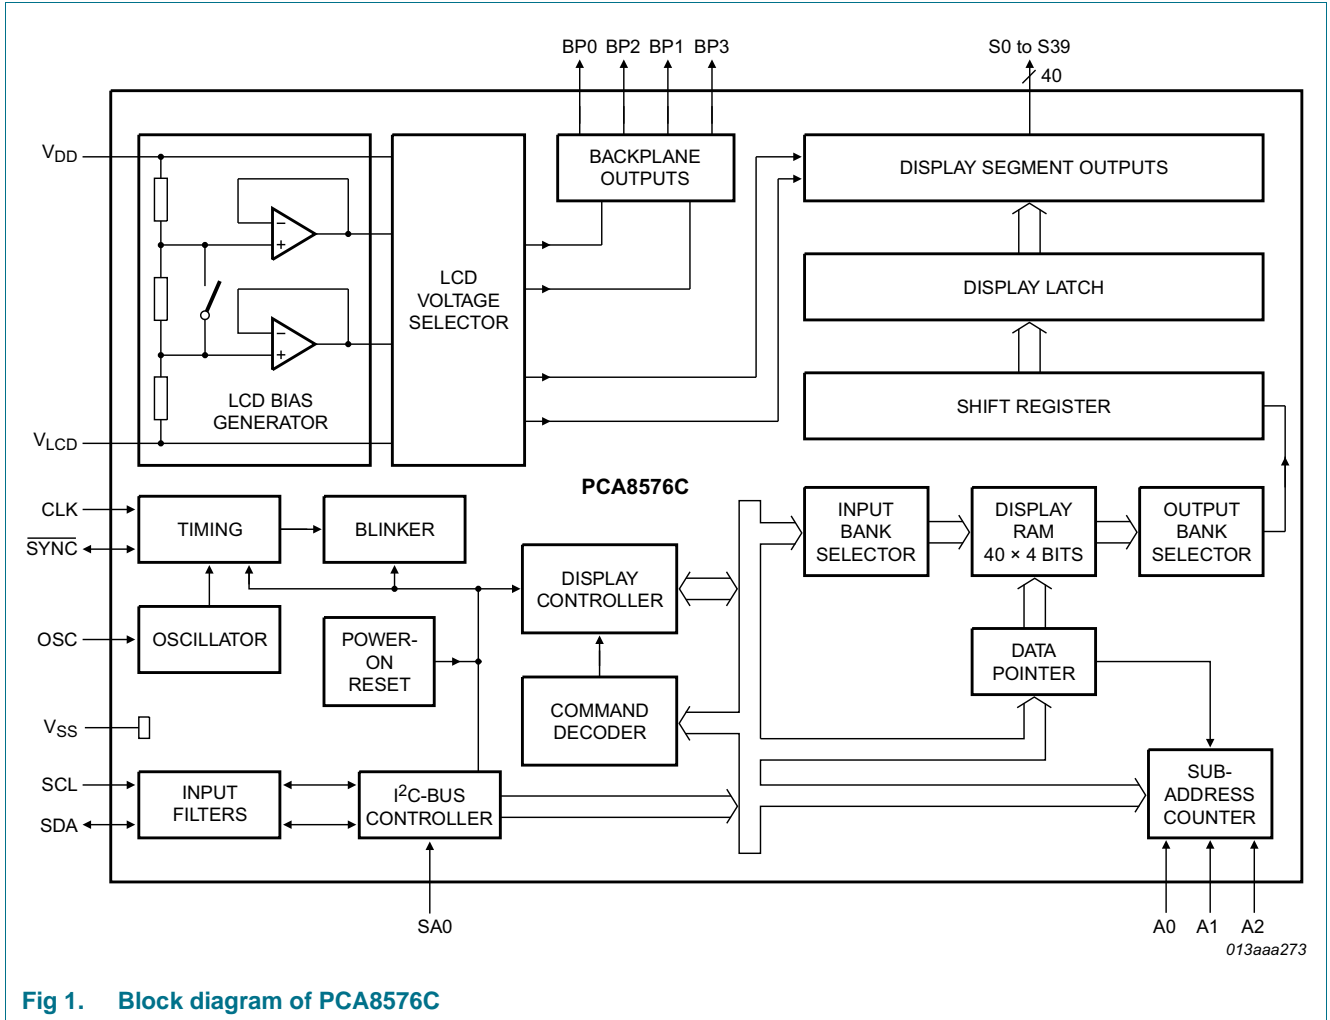 BP0 BP2 BP1 BP3
S0 to S39
40
VDD
BACKPLANE
OUTPUTS
DISPLAY SEGMENT OUTPUTS
−
+
−
+
LCD
VOLTAGE
SELECTOR
DISPLAY LATCH
LCD BIAS
GENERATOR
SHIFT REGISTER
VLCD
PCA8576C
CLK
SYNC
TIMING
BLINKER
DISPLAY
CONTROLLER
INPUT
BANK
SELECTOR
DISPLAY
RAM
40 × 4 BITS
OUTPUT
BANK
SELECTOR
OSC
OSCILLATOR
POWER-
ON
RESET
DATA
POINTER
COMMAND
DECODER
VSS
SCL
SDA
INPUT
FILTERS
I2C-BUS
CONTROLLER
SUB-
ADDRESS
COUNTER
SA0
A0 A1 A2
013aaa273
Fig 1. Block diagram of PCA8576C